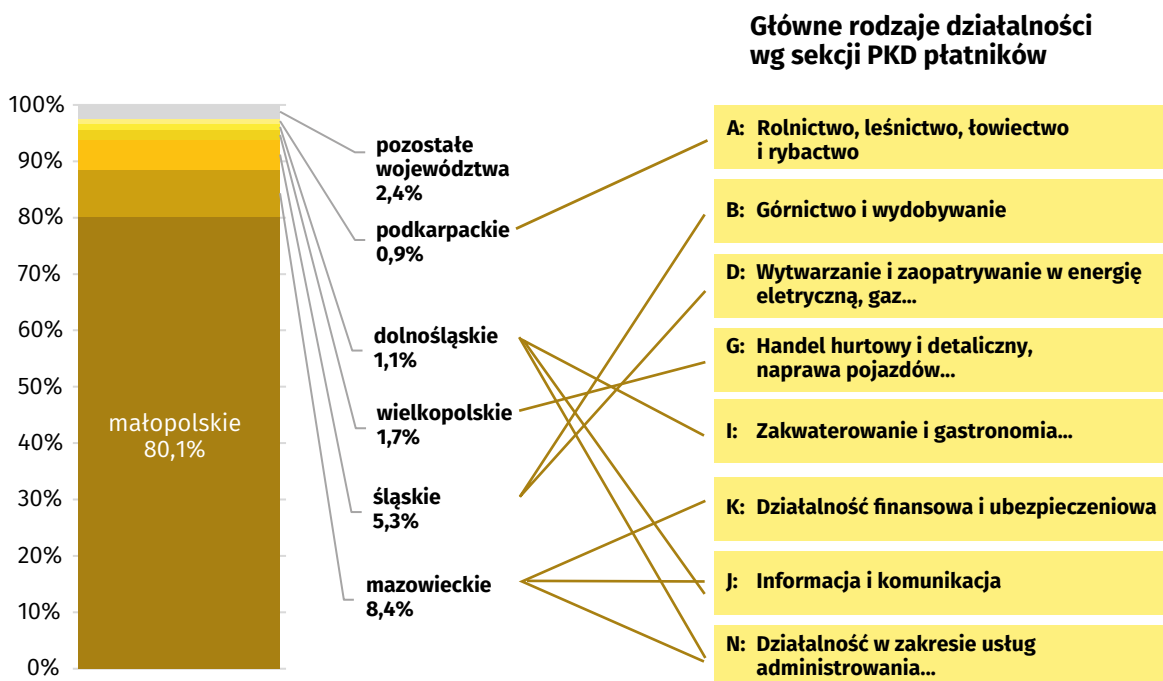 Główne rodzaje działalności
wg sekcji PKD płatników
100%
90%
80%
70%
60%
50%
40%
30%
20%
10%
0%
małopolskie
80,1%
pozostałe
województwa
2,4%
podkarpackie
0,9%
dolnośląskie
1,1%
wielkopolskie
1,7%
śląskie
5,3%
mazowieckie
8,4%
A: Rolnictwo, leśnictwo, łowiectwo
i rybactwo
B: Górnictwo i wydobywanie
D: Wytwarzanie i zaopatrywanie w energię
eletryczną, gaz...
G: Handel hurtowy i detaliczny,
naprawa pojazdów...
I: Zakwaterowanie i gastronomia...
K: Działalność finansowa i ubezpieczeniowa
J: Informacja i komunikacja
N: Działalność w zakresie usług
administrowania...